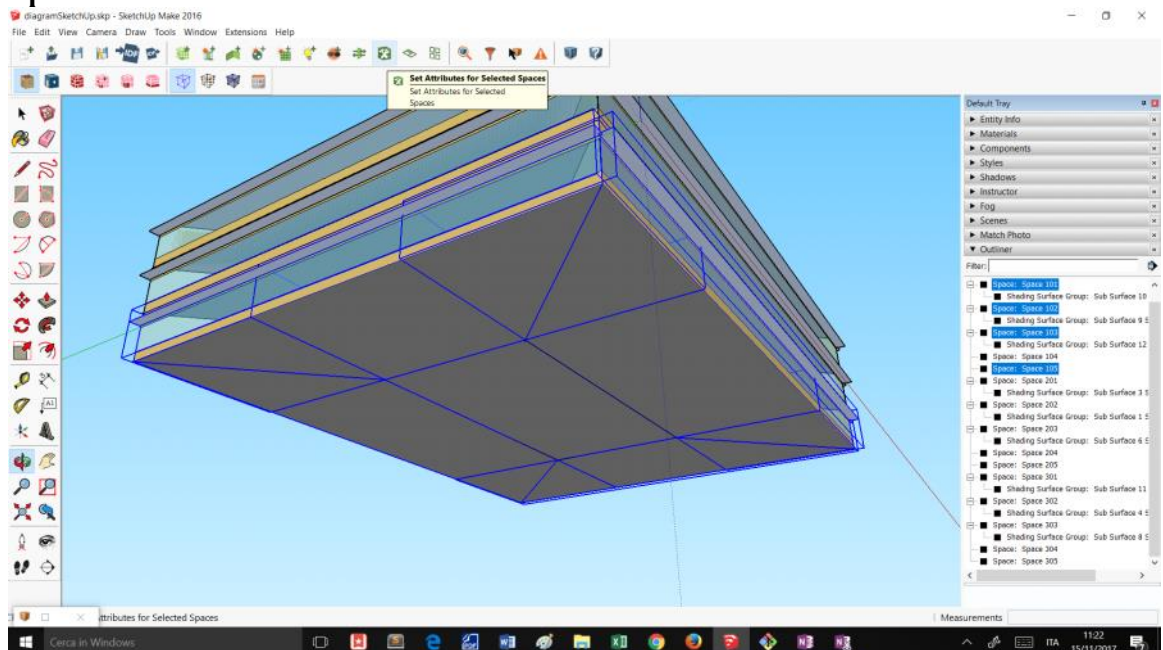 diagramSketchUp.skp - SketchUp Make 2016
File Edit View Camera Draw Tools Window Extensions Help
Set Attributes for Selected Spaces
Set Attributes for Selected
Spaces
Default Tray
Entity Info
Materials
Components
Styles
Shadows
Instructor
Fog
Scenes
Match Photo
Outliner
Filter:
Space: Space 101
Shading Surface Group: Sub Surface 10
Space: Space 102
Shading Surface Group: Sub Surface 9 S
Space: Space 103
Shading Surface Group: Sub Surface 12
Space: Space 104
Space: Space 105
Space: Space 201
Shading Surface Group: Sub Surface 3 S
Space: Space 202
Shading Surface Group: Sub Surface 1 S
Space: Space 203
Shading Surface Group: Sub Surface 6 S
Space: Space 204
Space: Space 205
Space: Space 301
Shading Surface Group: Sub Surface 11
Space: Space 302
Shading Surface Group: Sub Surface 4 S
Space: Space 303
Shading Surface Group: Sub Surface 8 S
Space: Space 304
Space: Space 305
ttributes for Selected Spaces
Measurements
Cerca in Windows
ITA
11:22
15/11/2017